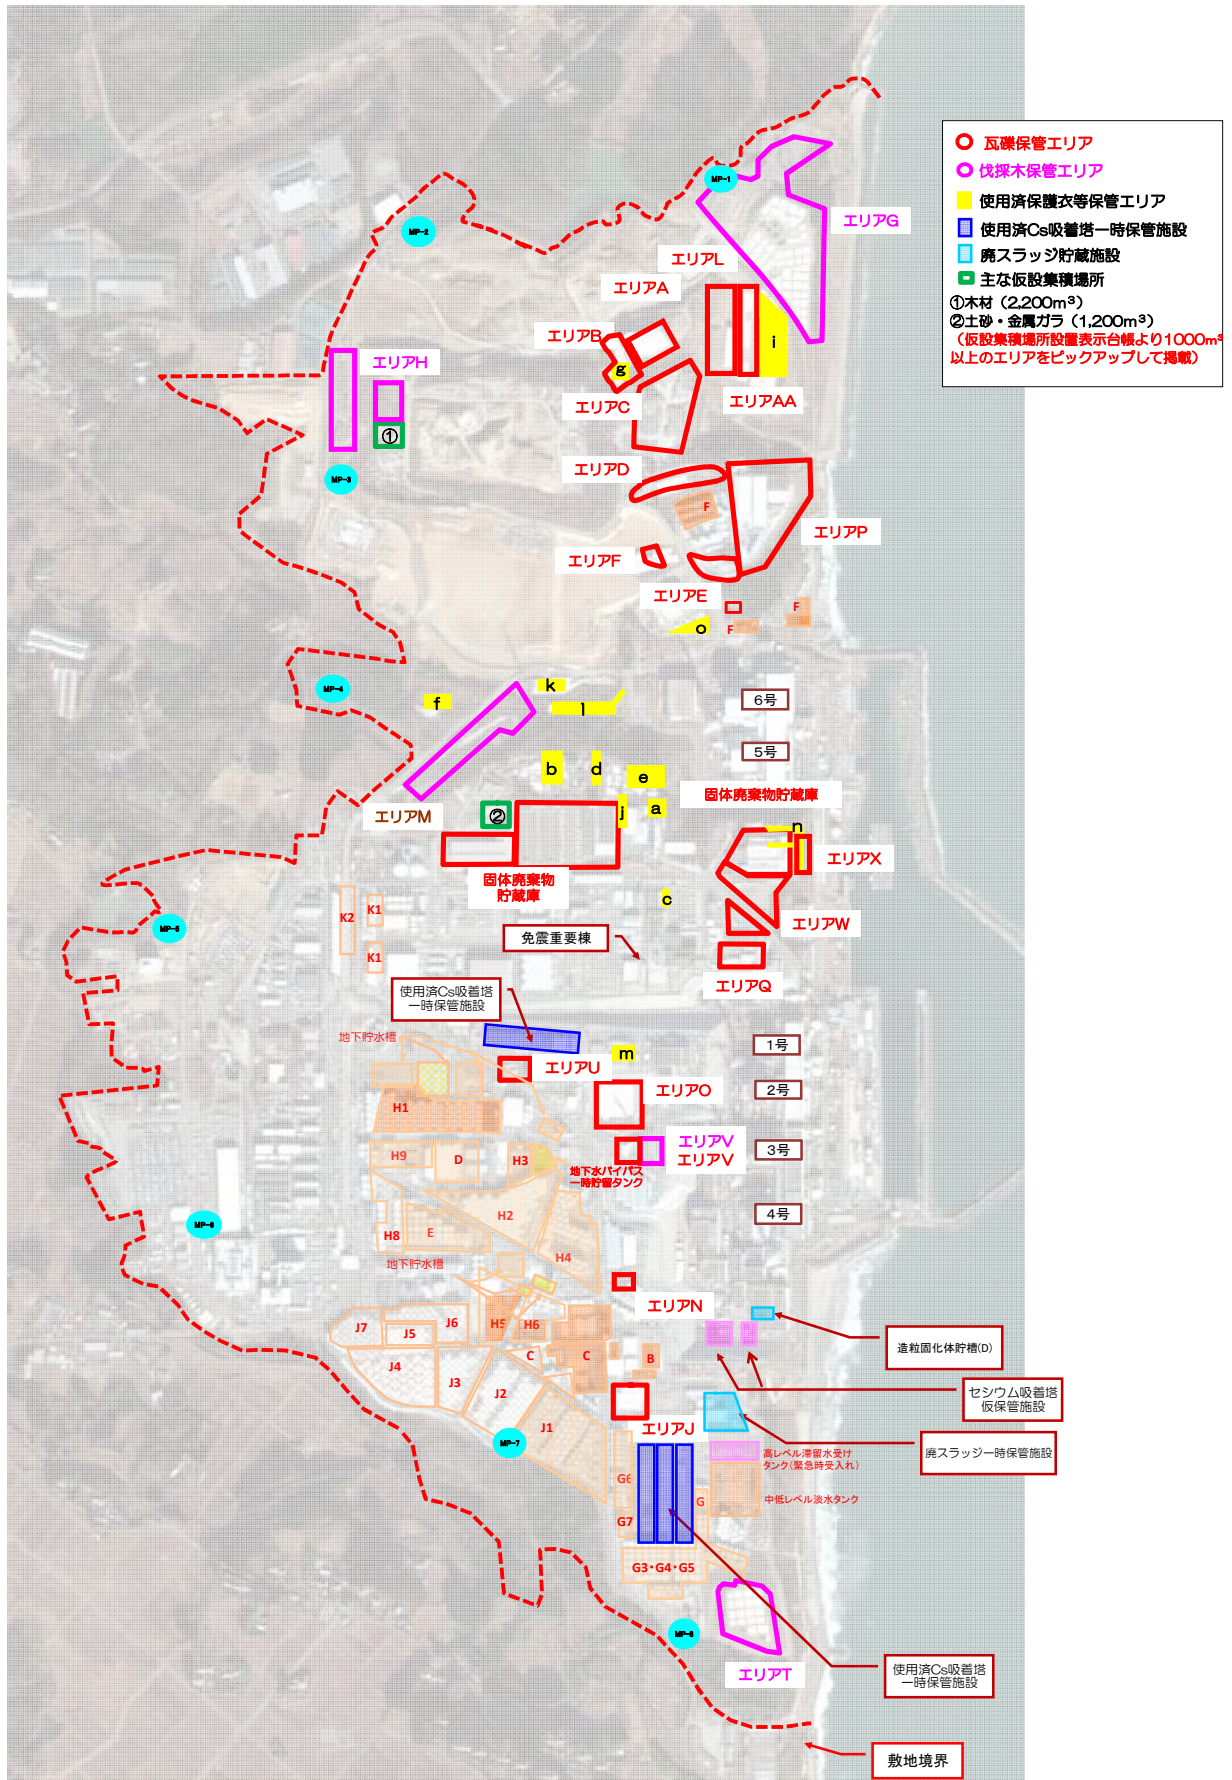 瓦礫保管エリア
伐採木保管エリア
使用済保護衣等保管エリア
使用済Cs吸着塔一時保管施設
廃スラッジ貯蔵施設
主な仮設集積場所
①木材（2,200m³）
②土砂・金属ガラ（1,200m³）
（仮設集積場所設置表示台帳より1000m³
以上のエリアをピックアップして掲載）
MP-1
エリアG
MP-2
エリアL
エリアA
エリアB
i
エリアH
g
エリアC
エリアAA
①
エリアD
MP-3
F
エリアP
エリアF
エリアE
F
o
F
MP-4
k
f
l
6号
5号
b
d
e
固体廃棄物貯蔵庫
j
a
エリアM
②
n
エリアX
固体廃棄物
貯蔵庫
c
K2
K1
エリアW
MP-5
免震重要棟
K1
エリアQ
使用済Cs吸着塔
一時保管施設
地下貯水槽
1号
m
エリアU
エリアO
2号
H1
エリアV
エリアV
3号
H9
D
H3
地下水バイパス
一時貯留タンク
H2
4号
MP-6
H8
E
H4
地下貯水槽
エリアN
J7
J5
J6
H5
H6
造粒固化体貯槽(D)
C
C
B
J4
J3
J2
セシウム吸着塔
仮保管施設
J1
エリアJ
MP-7
高レベル滞留水受け
タンク(緊急時受入れ)
廃スラッジ一時保管施設
G6
G
中低レベル淡水タンク
G7
G3・G4・G5
MP-8
エリアT
使用済Cs吸着塔
一時保管施設
敷地境界